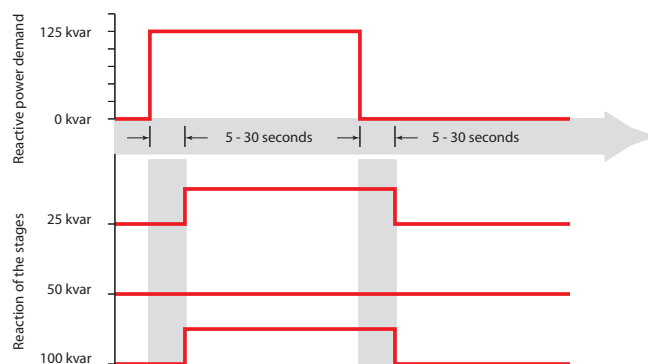 Reactive power demand
125 kvar
0 kvar
5 - 30 seconds
5 - 30 seconds
Reaction of the stages
25 kvar
50 kvar
100 kvar